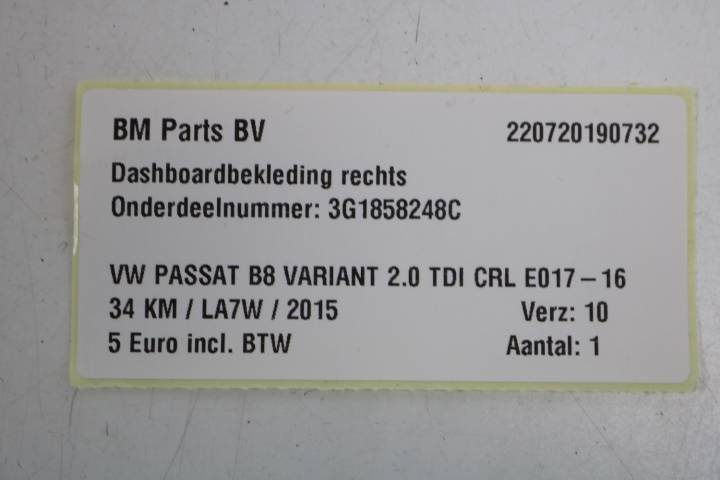 BM Parts BV 220720190732
Dashboardbekleding rechts
Onderdeelnummer: 3G1858248C
VW PASSAT B8 VARIANT 2.0 TDI CRL E017-16
34 KM / LA7W / 2015 Verz: 10
5 Euro incl. BTW Aantal: 1